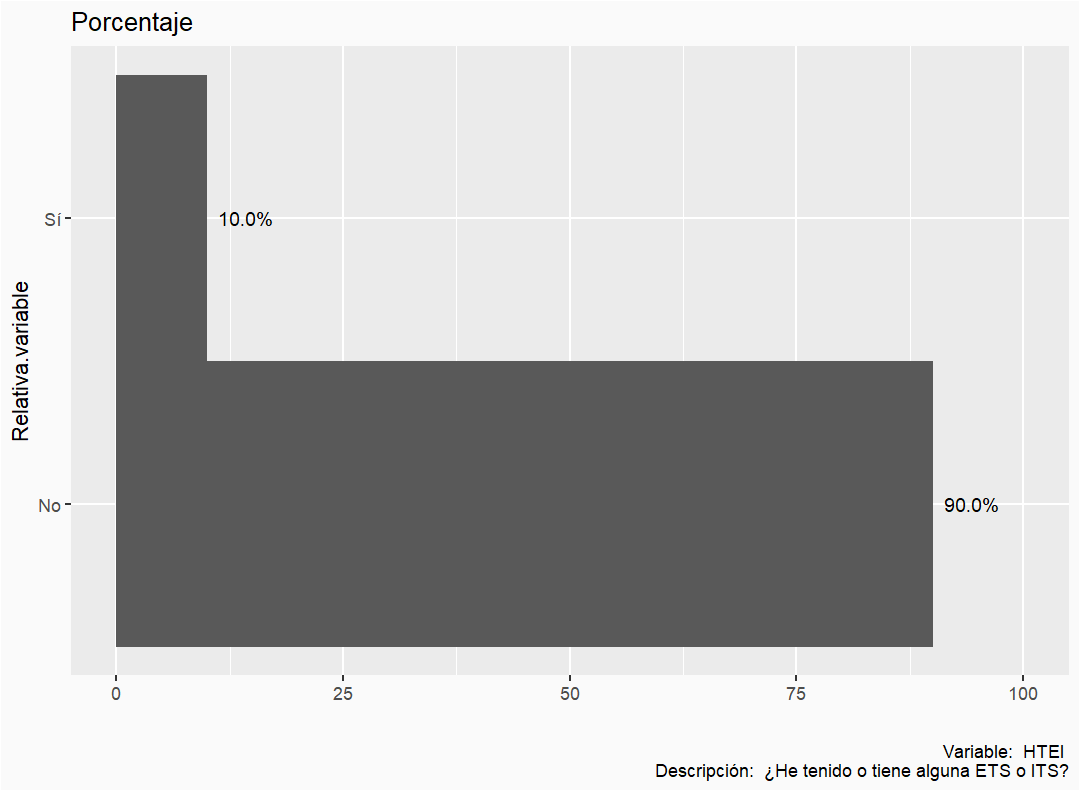 Porcentaje
Relativa.variable
Sí
10.0%
No
90.0%
0 25 50 75 100
Variable: HTEI
Descripción: ¿He tenido o tiene alguna ETS o ITS?